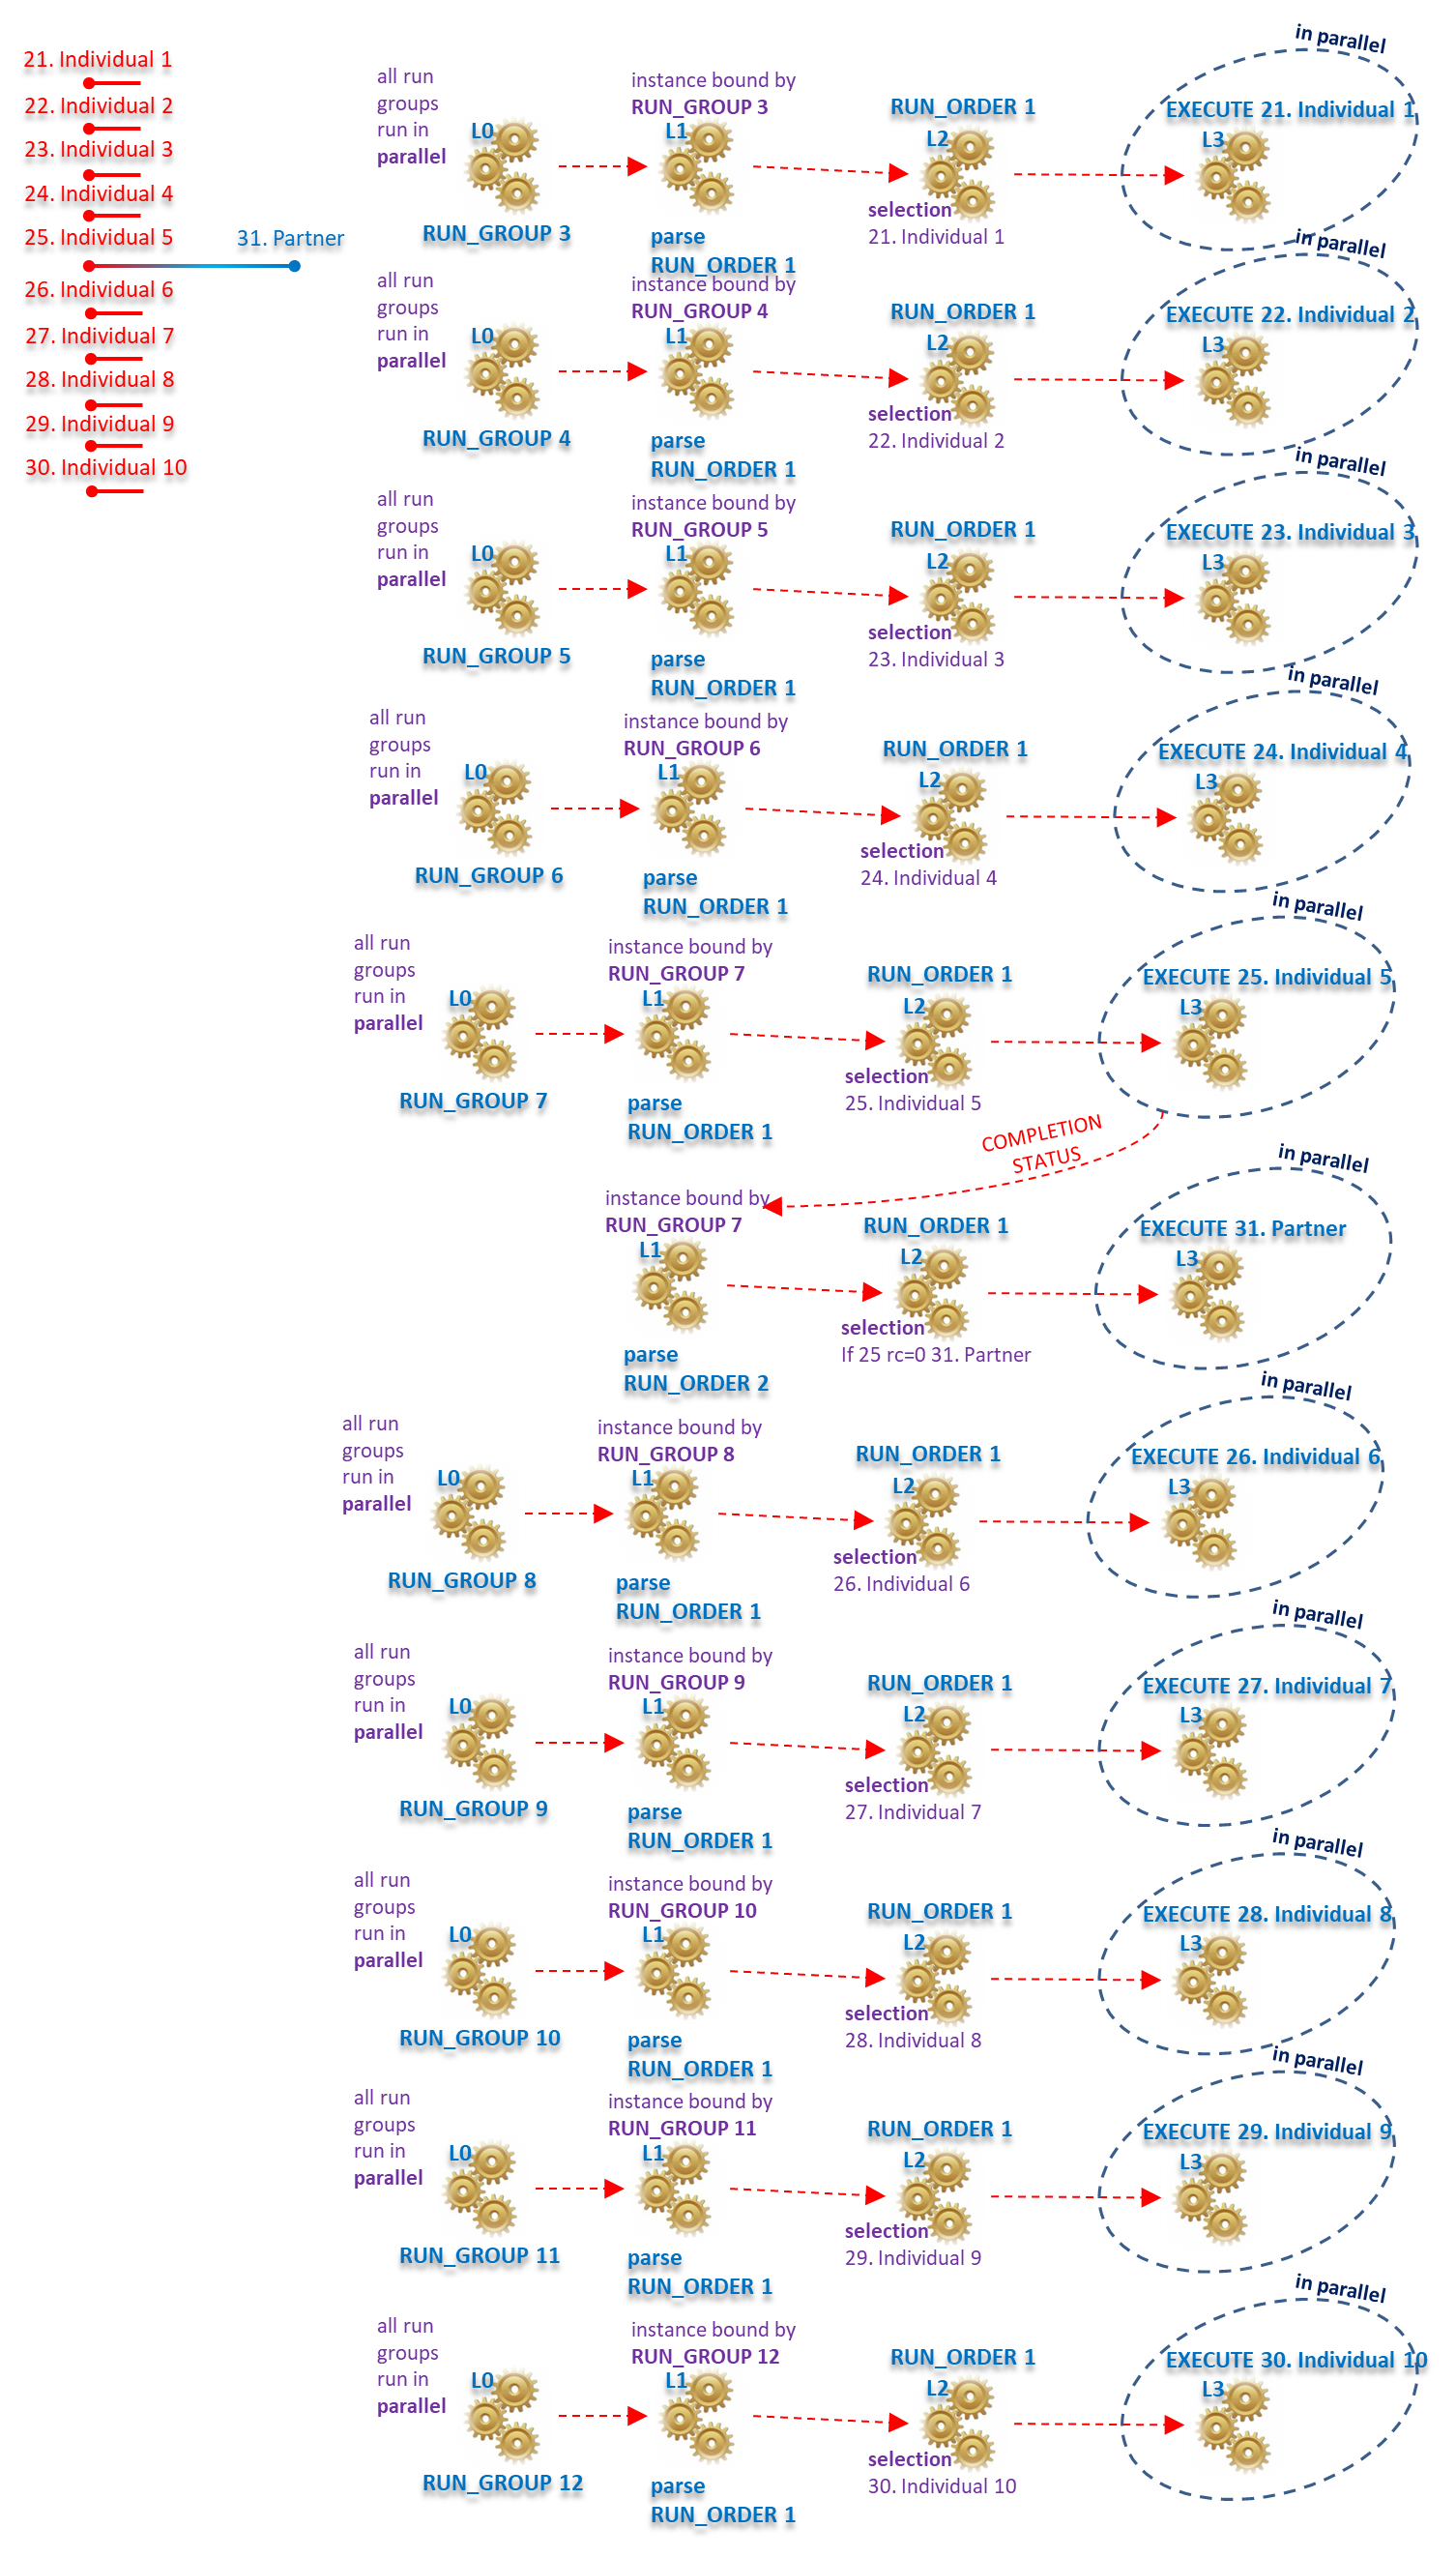 21. Individual 1
22. Individual 2
23. Individual 3
24. Individual 4
25. Individual 5
31. Partner
26. Individual 6
27. Individual 7
28. Individual 8
29. Individual 9
30. Individual 10
all run
groups
run in
parallel
L0
RUN_GROUP 3
instance bound by
RUN_GROUP 3
L1
parse
RUN_ORDER 1
RUN_ORDER 1
L2
selection
21. Individual 1
in parallel
EXECUTE 21. Individual 1
L3
all run
groups
run in
parallel
L0
RUN_GROUP 4
instance bound by
RUN_GROUP 4
L1
parse
RUN_ORDER 1
RUN_ORDER 1
L2
selection
22. Individual 2
in parallel
EXECUTE 22. Individual 2
L3
all run
groups
run in
parallel
L0
RUN_GROUP 5
instance bound by
RUN_GROUP 5
L1
parse
RUN_ORDER 1
RUN_ORDER 1
L2
selection
23. Individual 3
in parallel
EXECUTE 23. Individual 3
L3
all run
groups
run in
parallel
L0
RUN_GROUP 6
instance bound by
RUN_GROUP 6
L1
parse
RUN_ORDER 1
RUN_ORDER 1
L2
selection
24. Individual 4
in parallel
EXECUTE 24. Individual 4
L3
all run
groups
run in
parallel
L0
RUN_GROUP 7
instance bound by
RUN_GROUP 7
L1
parse
RUN_ORDER 1
RUN_ORDER 1
L2
selection
25. Individual 5
in parallel
EXECUTE 25. Individual 5
L3
COMPLETION
STATUS
instance bound by
RUN_GROUP 7
L1
parse
RUN_ORDER 2
RUN_ORDER 1
L2
selection
If 25 rc=0 31. Partner
in parallel
EXECUTE 31. Partner
L3
all run
groups
run in
parallel
L0
RUN_GROUP 8
instance bound by
RUN_GROUP 8
L1
parse
RUN_ORDER 1
RUN_ORDER 1
L2
selection
26. Individual 6
in parallel
EXECUTE 26. Individual 6
L3
all run
groups
run in
parallel
L0
RUN_GROUP 9
instance bound by
RUN_GROUP 9
L1
parse
RUN_ORDER 1
RUN_ORDER 1
L2
selection
27. Individual 7
in parallel
EXECUTE 27. Individual 7
L3
all run
groups
run in
parallel
L0
RUN_GROUP 10
instance bound by
RUN_GROUP 10
L1
parse
RUN_ORDER 1
RUN_ORDER 1
L2
selection
28. Individual 8
in parallel
EXECUTE 28. Individual 8
L3
all run
groups
run in
parallel
L0
RUN_GROUP 11
instance bound by
RUN_GROUP 11
L1
parse
RUN_ORDER 1
RUN_ORDER 1
L2
selection
29. Individual 9
in parallel
EXECUTE 29. Individual 9
L3
all run
groups
run in
parallel
L0
RUN_GROUP 12
instance bound by
RUN_GROUP 12
L1
parse
RUN_ORDER 1
RUN_ORDER 1
L2
selection
30. Individual 10
in parallel
EXECUTE 30. Individual 10
L3